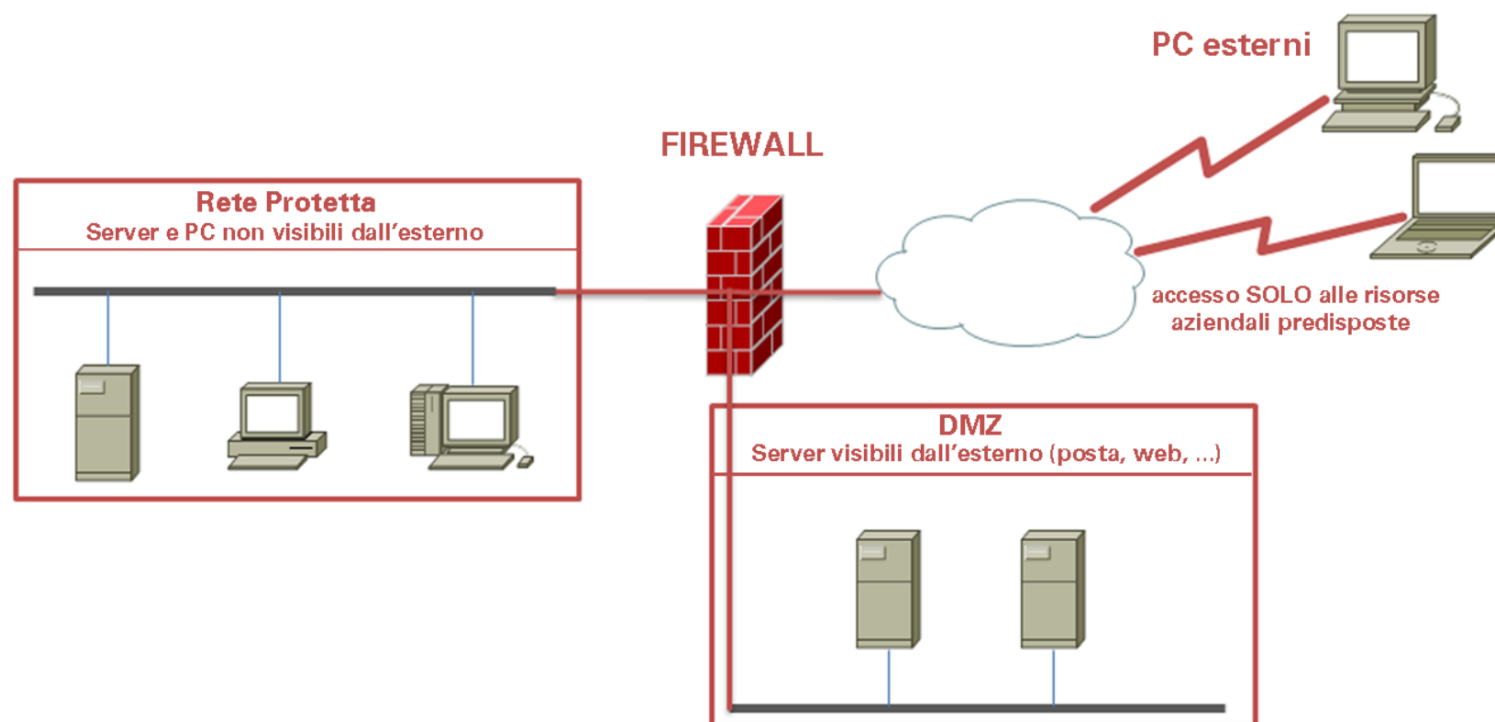 PC esterni
FIREWALL
Rete Protetta
Server e PC non visibili dall'esterno
accesso SOLO alle risorse
aziendali predisposte
DMZ
Server visibili dall'esterno (posta, web, ...)